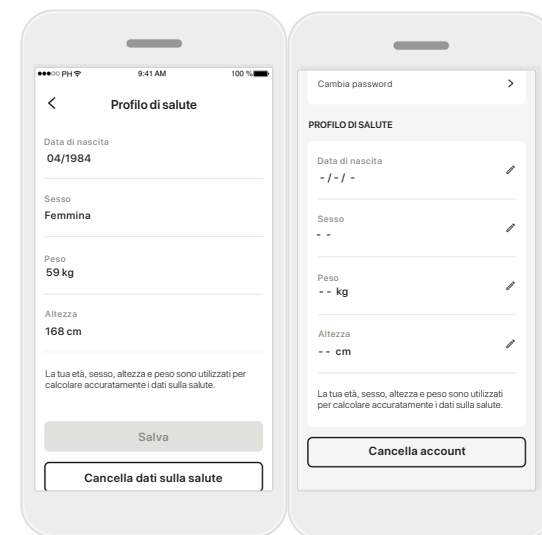 ●●●○○ PH 9:41 AM 100 %
Profilo di salute
Data di nascita
04/1984
Sesso
Femmina
Peso
59 kg
Altezza
168 cm
La tua età, sesso, altezza e peso sono utilizzati per
calcolare accuratamente i dati sulla salute.
Salva
Cancella dati sulla salute
Cambia password
PROFILO DI SALUTE
Data di nascita
- / - / -
Sesso
- -
Peso
- - kg
Altezza
- - cm
La tua età, sesso, altezza e peso sono utilizzati
per calcolare accuratamente i dati sulla salute.
Cancella account